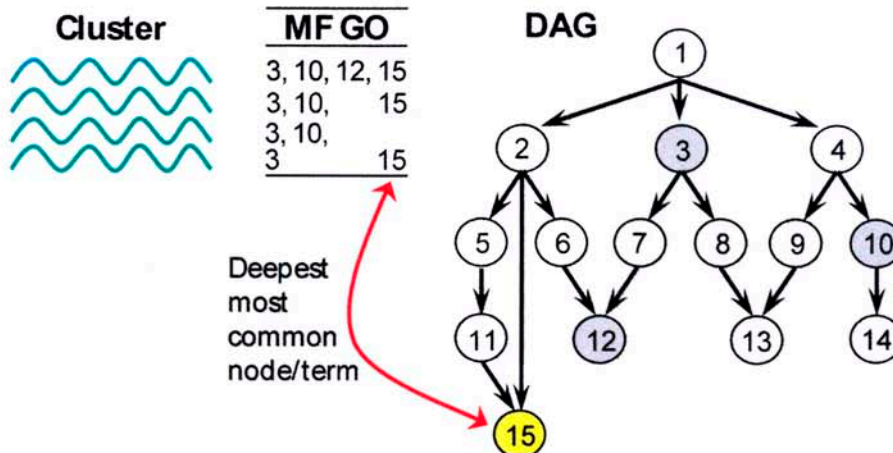 Cluster
MF GO
DAG
3, 10, 12, 15
3, 10, 15
3, 10,
3 15
Deepest
most
common
node/term
1
2 3 4
5 6 7 8 9 10
11 12 13 14
15